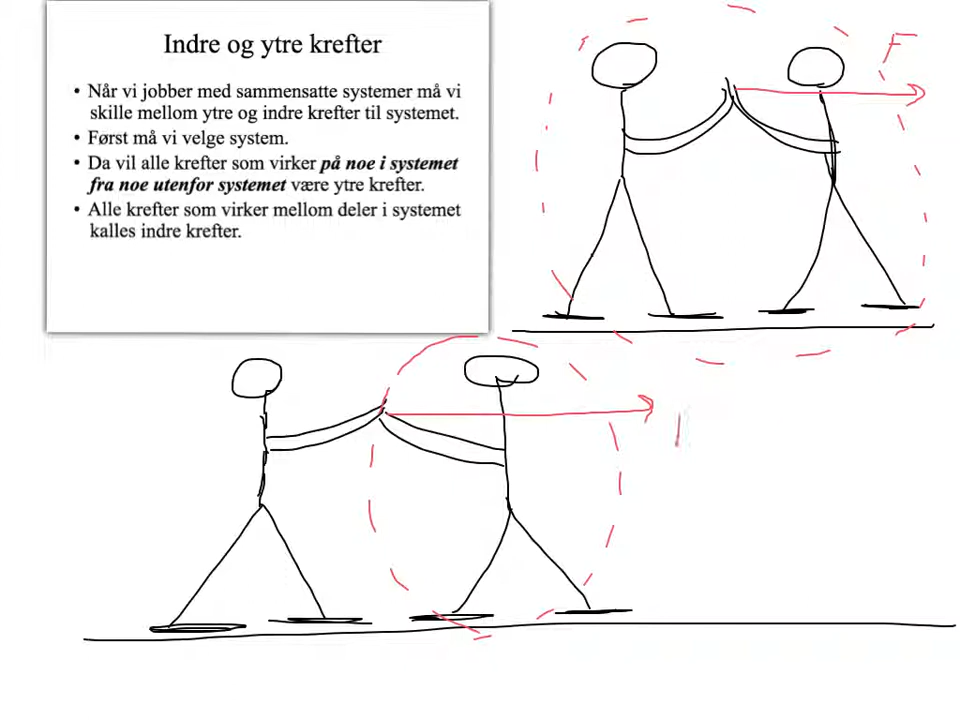 Indre og ytre krefter
• Når vi jobber med sammensatte systemer må vi
skille mellom ytre og indre krefter til systemet.
• Først må vi velge system.
• Da vil alle krefter som virker på noe i systemet
fra noe utenfor systemet være ytre krefter.
• Alle krefter som virker mellom deler i systemet
kalles indre krefter.
F